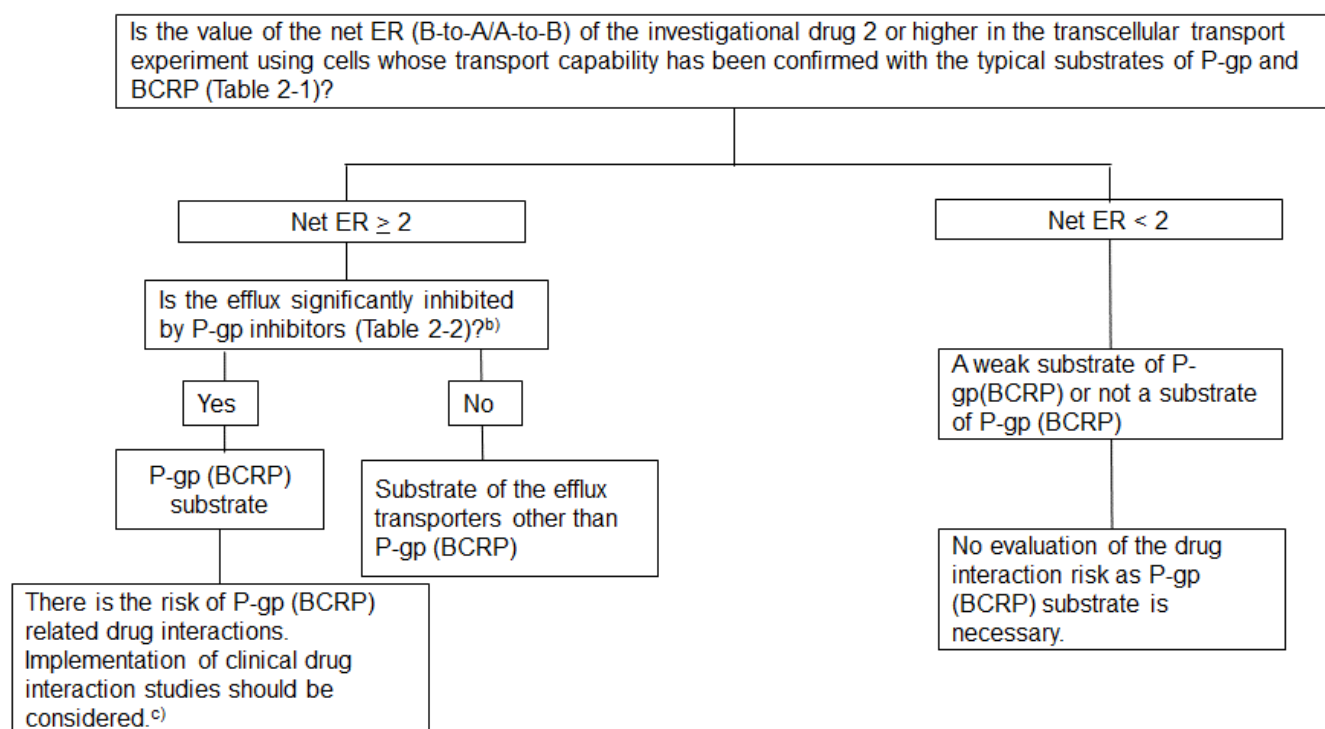 Is the value of the net ER (B-to-A/A-to-B) of the investigational drug 2 or higher in the transcellular transport
experiment using cells whose transport capability has been confirmed with the typical substrates of P-gp and
BCRP (Table 2-1)?
Net ER ≥ 2
Net ER < 2
Is the efflux significantly inhibited
by P-gp inhibitors (Table 2-2)?b)
Yes
No
A weak substrate of P-
gp(BCRP) or not a substrate
of P-gp (BCRP)
P-gp (BCRP)
substrate
Substrate of the efflux
transporters other than
P-gp (BCRP)
No evaluation of the drug
interaction risk as P-gp
(BCRP) substrate is
necessary.
There is the risk of P-gp (BCRP)
related drug interactions.
Implementation of clinical drug
interaction studies should be
considered.c)